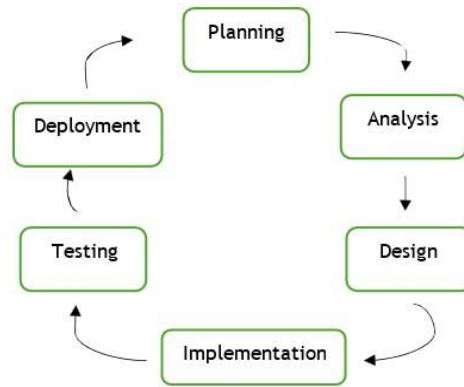 Planning
Analysis
Design
Implementation
Testing
Deployment